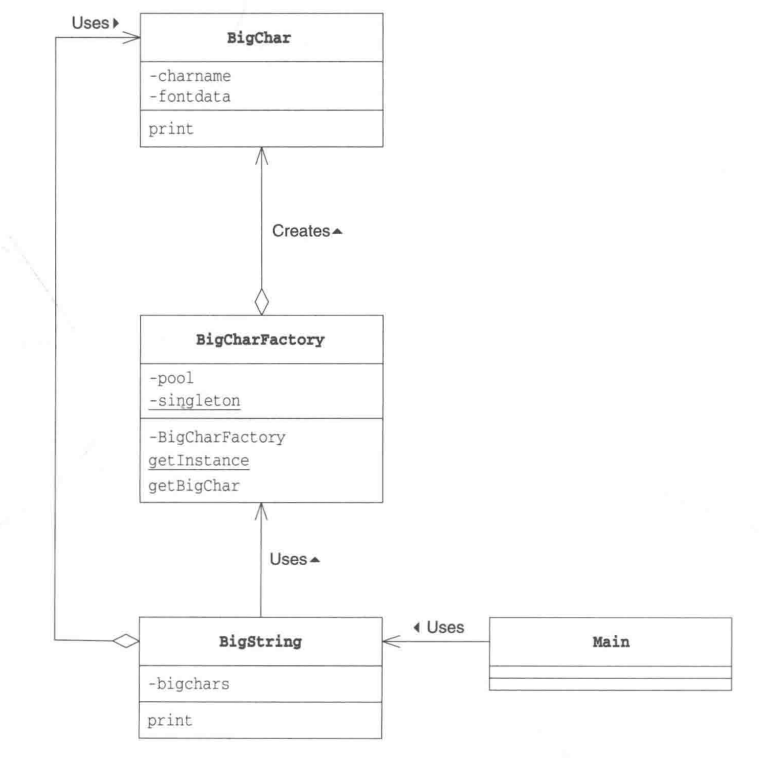 Uses▶
BigChar
-charname
-fontdata
print
Creates▲
BigCharFactory
-pool
-singleton
-BigCharFactory
getInstance
getBigChar
Uses▲
BigString
-bigchars
print
◀ Uses
Main